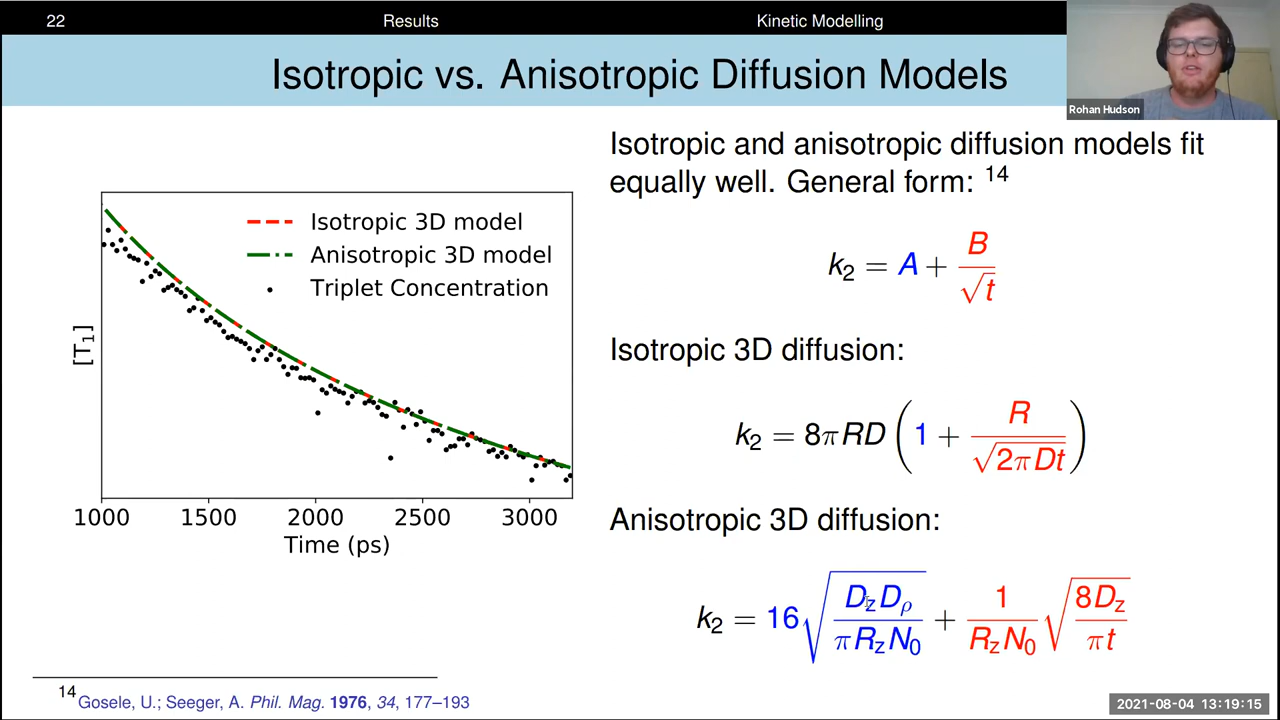 22 Results Kinetic Modelling
Isotropic vs. Anisotropic Diffusion Models
Rohan Hudson
Isotropic and anisotropic diffusion models fit
equally well. General form: 14
k₂ = A + B/√t
Isotropic 3D diffusion:
k₂ = 8πRD (1 + R/√(2πDt))
Anisotropic 3D diffusion:
k₂ = 16 √(D_z D_ρ / πR_z N₀) + 1/(R_z N₀) √(8D_z / πt)
Isotropic 3D model
Anisotropic 3D model
Triplet Concentration
[T₁]
1000 1500 2000 2500 3000
Time (ps)
14 Gosele, U.; Seeger, A. Phil. Mag. 1976, 34, 177–193
2021-08-04 13:19:15